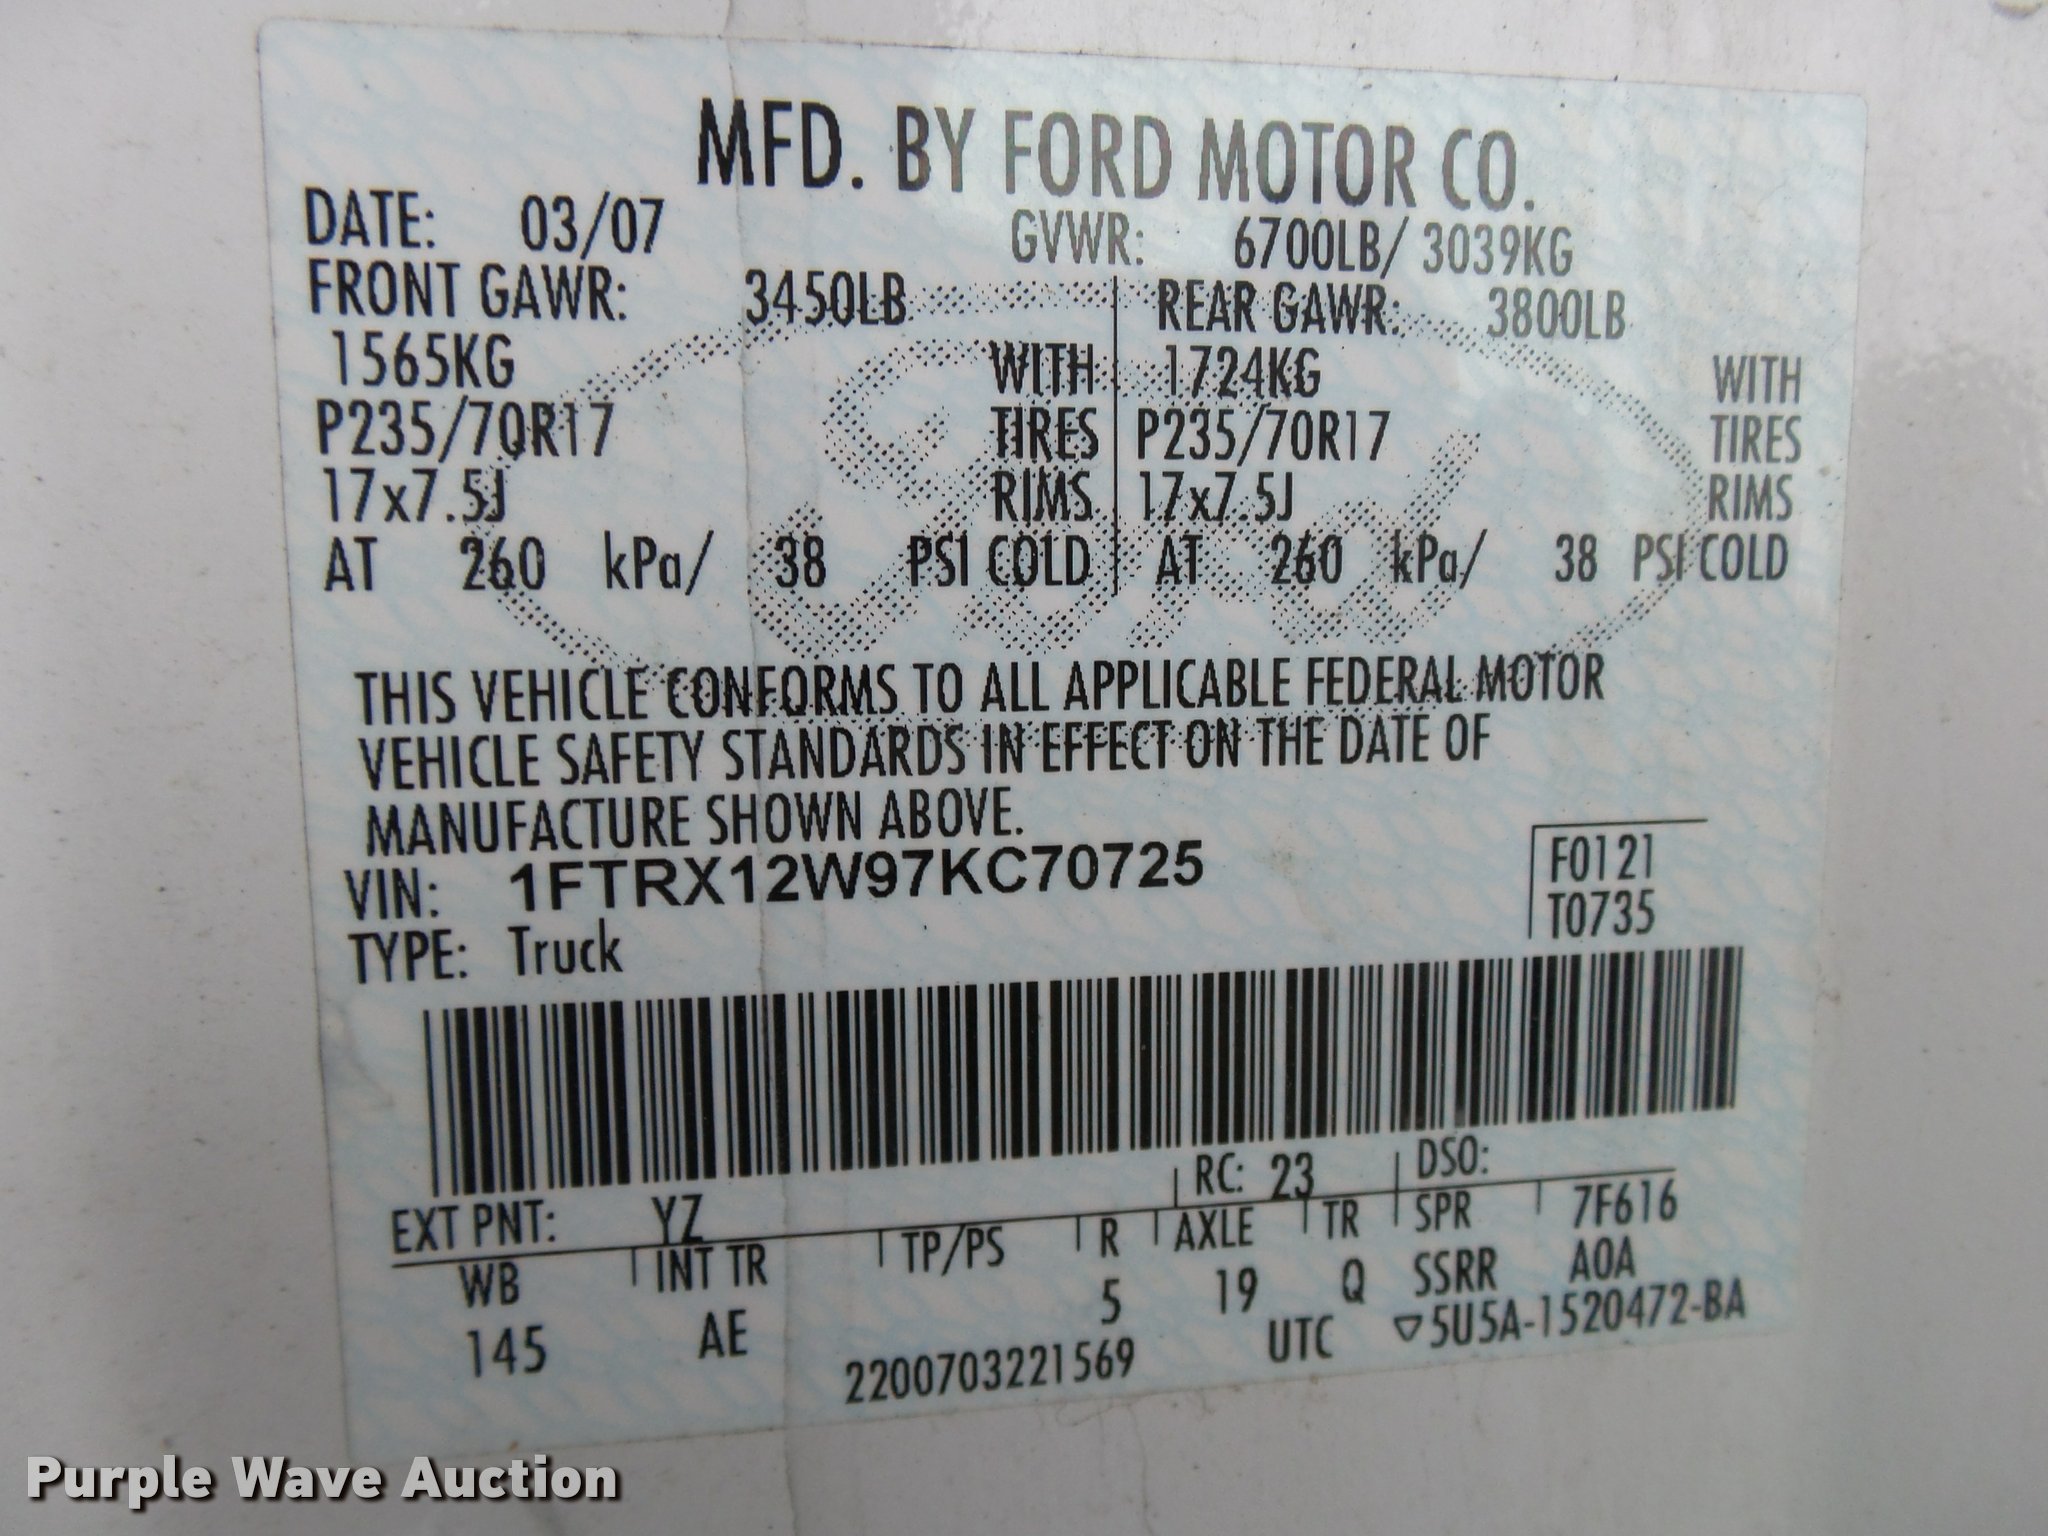 MFD. BY FORD MOTOR CO.
DATE: 03/07 GVWR: 6700LB/ 3039KG
FRONT GAWR: 3450LB REAR GAWR: 3800LB
1565KG WITH 1724KG WITH
P235/70R17 TIRES P235/70R17 TIRES
17x7.5J RIMS 17x7.5J RIMS
AT 260 kPa/ 38 PSI COLD AT 260 kPa/ 38 PSI COLD
Ford
THIS VEHICLE CONFORMS TO ALL APPLICABLE FEDERAL MOTOR
VEHICLE SAFETY STANDARDS IN EFFECT ON THE DATE OF
MANUFACTURE SHOWN ABOVE.
VIN: 1FTRX12W97KC70725 F0121
TYPE: Truck T0735
EXT PNT: YZ RC: 23 DSO:
WB INT TR TP/PS R AXLE TR SPR 7F616
145 AE 5 19 Q SSRR A0A
2200703221569 UTC ▽5U5A-1520472-BA
Purple Wave Auction